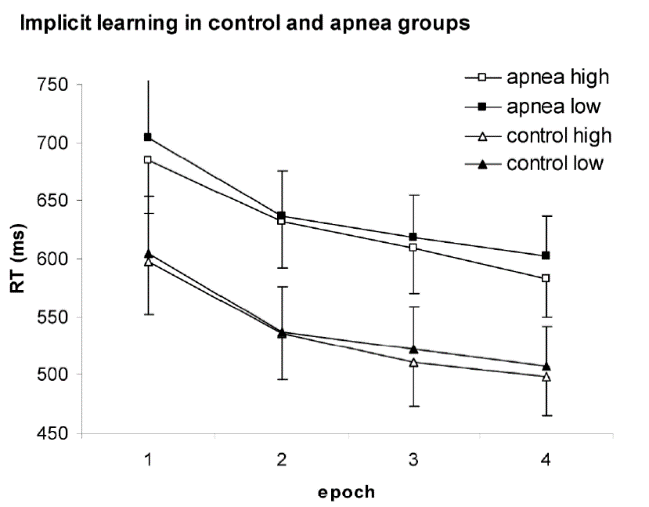 Implicit learning in control and apnea groups
apnea high
apnea low
control high
control low
750
700
650
600
550
500
450
RT (ms)
1 2 3 4
epoch